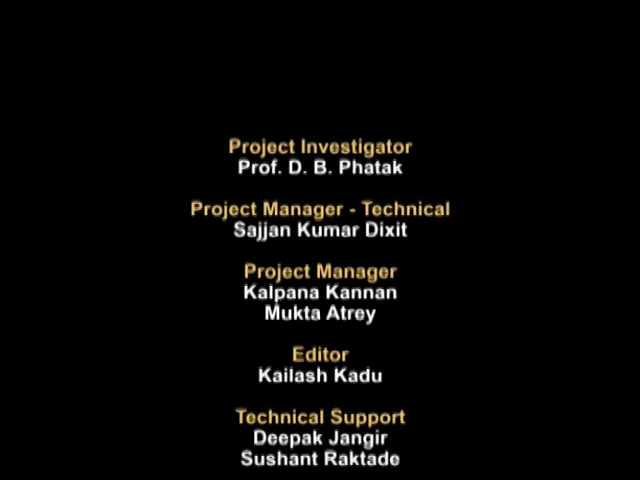 Project Investigator
Prof. D. B. Phatak
Project Manager - Technical
Sajjan Kumar Dixit
Project Manager
Kalpana Kannan
Mukta Atrey
Editor
Kailash Kadu
Technical Support
Deepak Jangir
Sushant Raktade